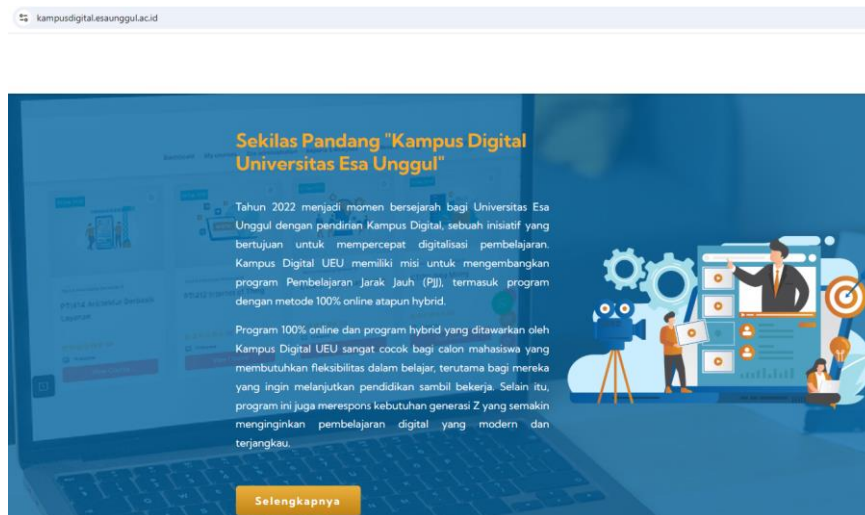 kampusdigital.esaunggul.ac.id
Sekilas Pandang "Kampus Digital
Universitas Esa Unggul"
Tahun 2022 menjadi momen bersejarah bagi Universitas Esa
Unggul dengan pendirian Kampus Digital, sebuah inisiatif yang
bertujuan untuk mempercepat digitalisasi pembelajaran.
Kampus Digital UEU memiliki misi untuk mengembangkan
program Pembelajaran Jarak Jauh (PJJ), termasuk program
dengan metode 100% online atapun hybrid.
Program 100% online dan program hybrid yang ditawarkan oleh
Kampus Digital UEU sangat cocok bagi calon mahasiswa yang
membutuhkan fleksibilitas dalam belajar, terutama bagi mereka
yang ingin melanjutkan pendidikan sambil bekerja. Selain itu,
program ini juga merespons kebutuhan generasi Z yang semakin
menginginkan pembelajaran digital yang modern dan
terjangkau.
Selengkapnya